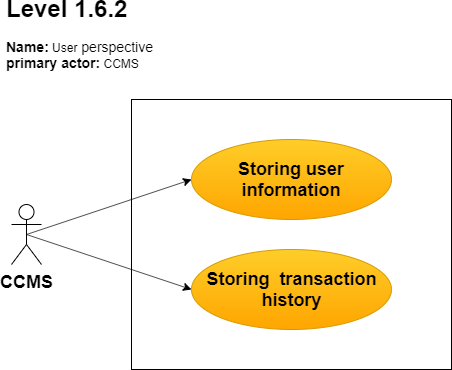 Level 1.6.2
Name: User perspective
primary actor: CCMS
Storing user
information
CCMS
Storing transaction
history